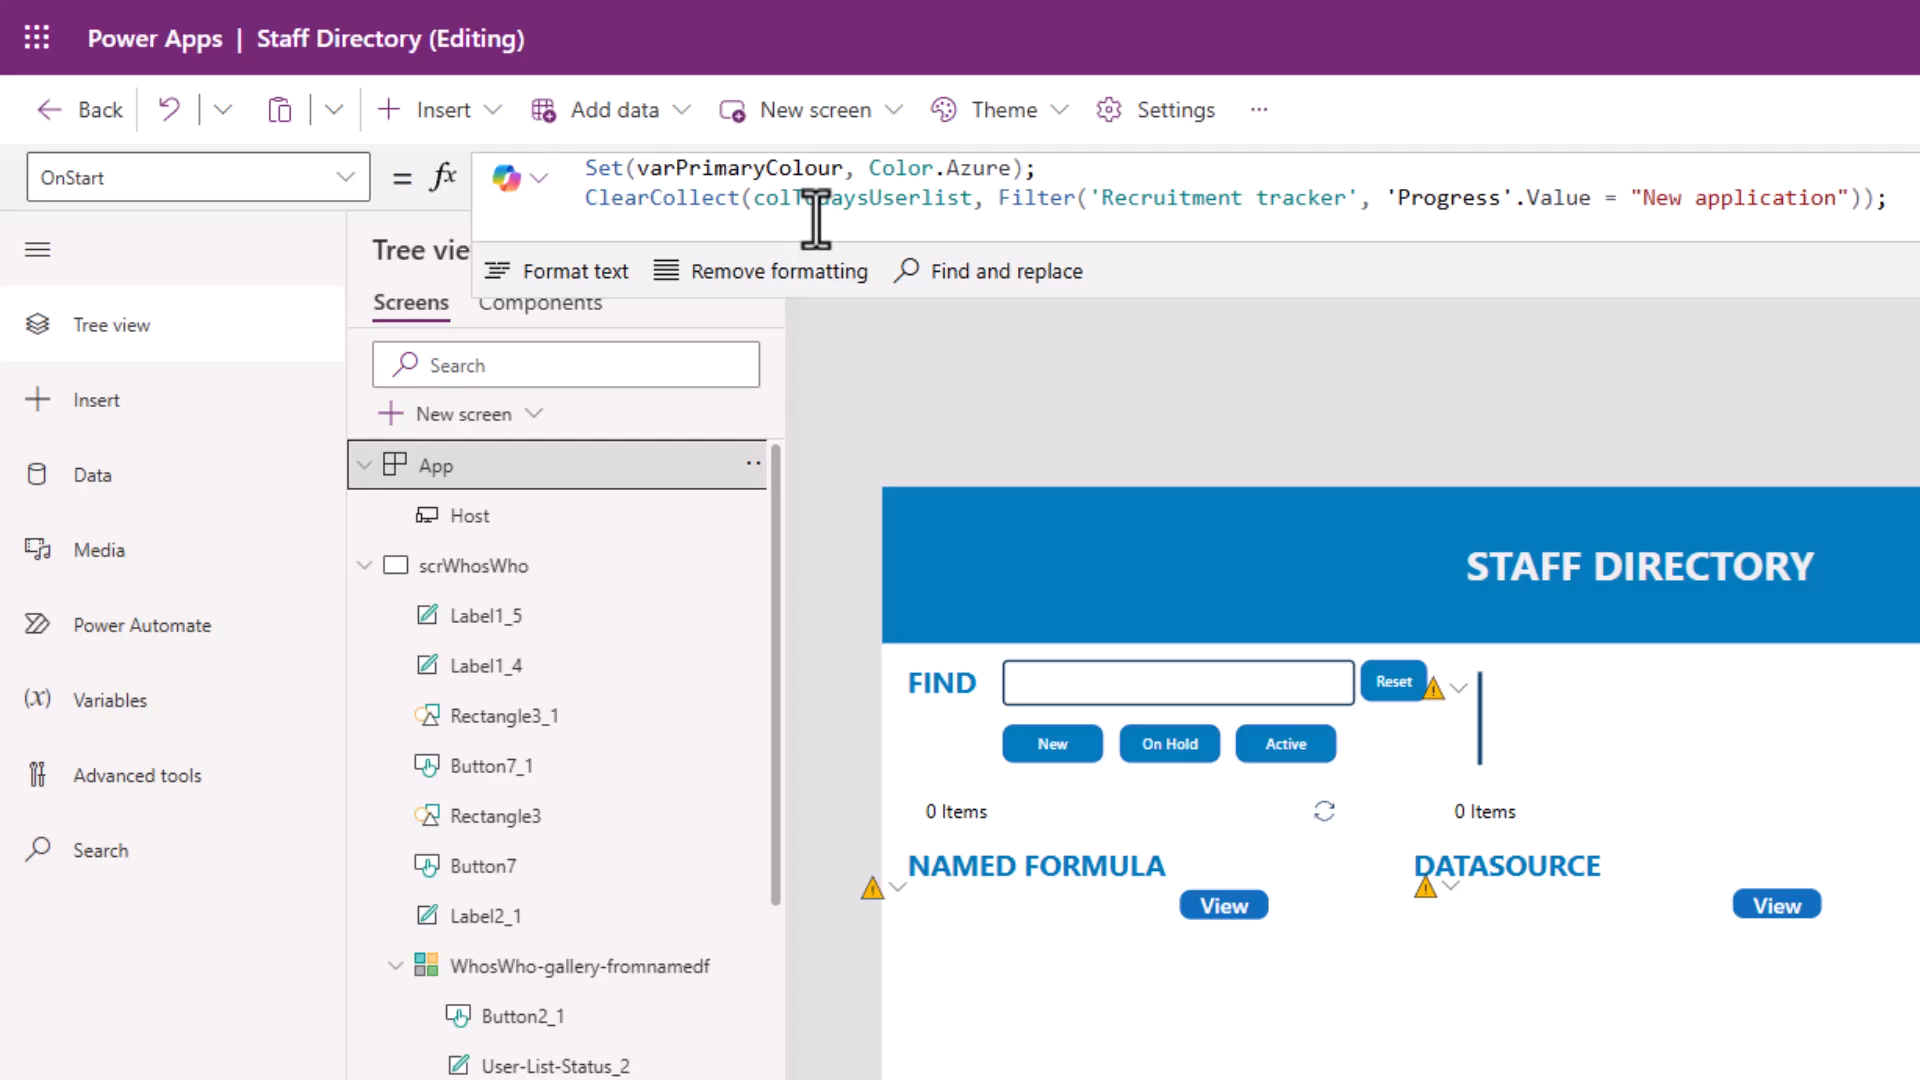 Power Apps | Staff Directory (Editing)
Back Insert Add data New screen Theme Settings ...
OnStart = fx Set(varPrimaryColour, Color.Azure);
ClearCollect(colTodaysUserlist, Filter('Recruitment tracker', 'Progress'.Value = "New application"));
Format text Remove formatting Find and replace
Tree vie
Screens Components
Search
New screen
Tree view
Insert
Data
Media
Power Automate
(x) Variables
Advanced tools
Search
App ..
Host
scrWhosWho
Label1_5
Label1_4
Rectangle3_1
Button7_1
Rectangle3
Button7
Label2_1
WhosWho-gallery-fromnamedf
Button2_1
User-List-Status_2
STAFF DIRECTORY
FIND Reset
New On Hold Active
0 Items 0 Items
NAMED FORMULA DATASOURCE
View View